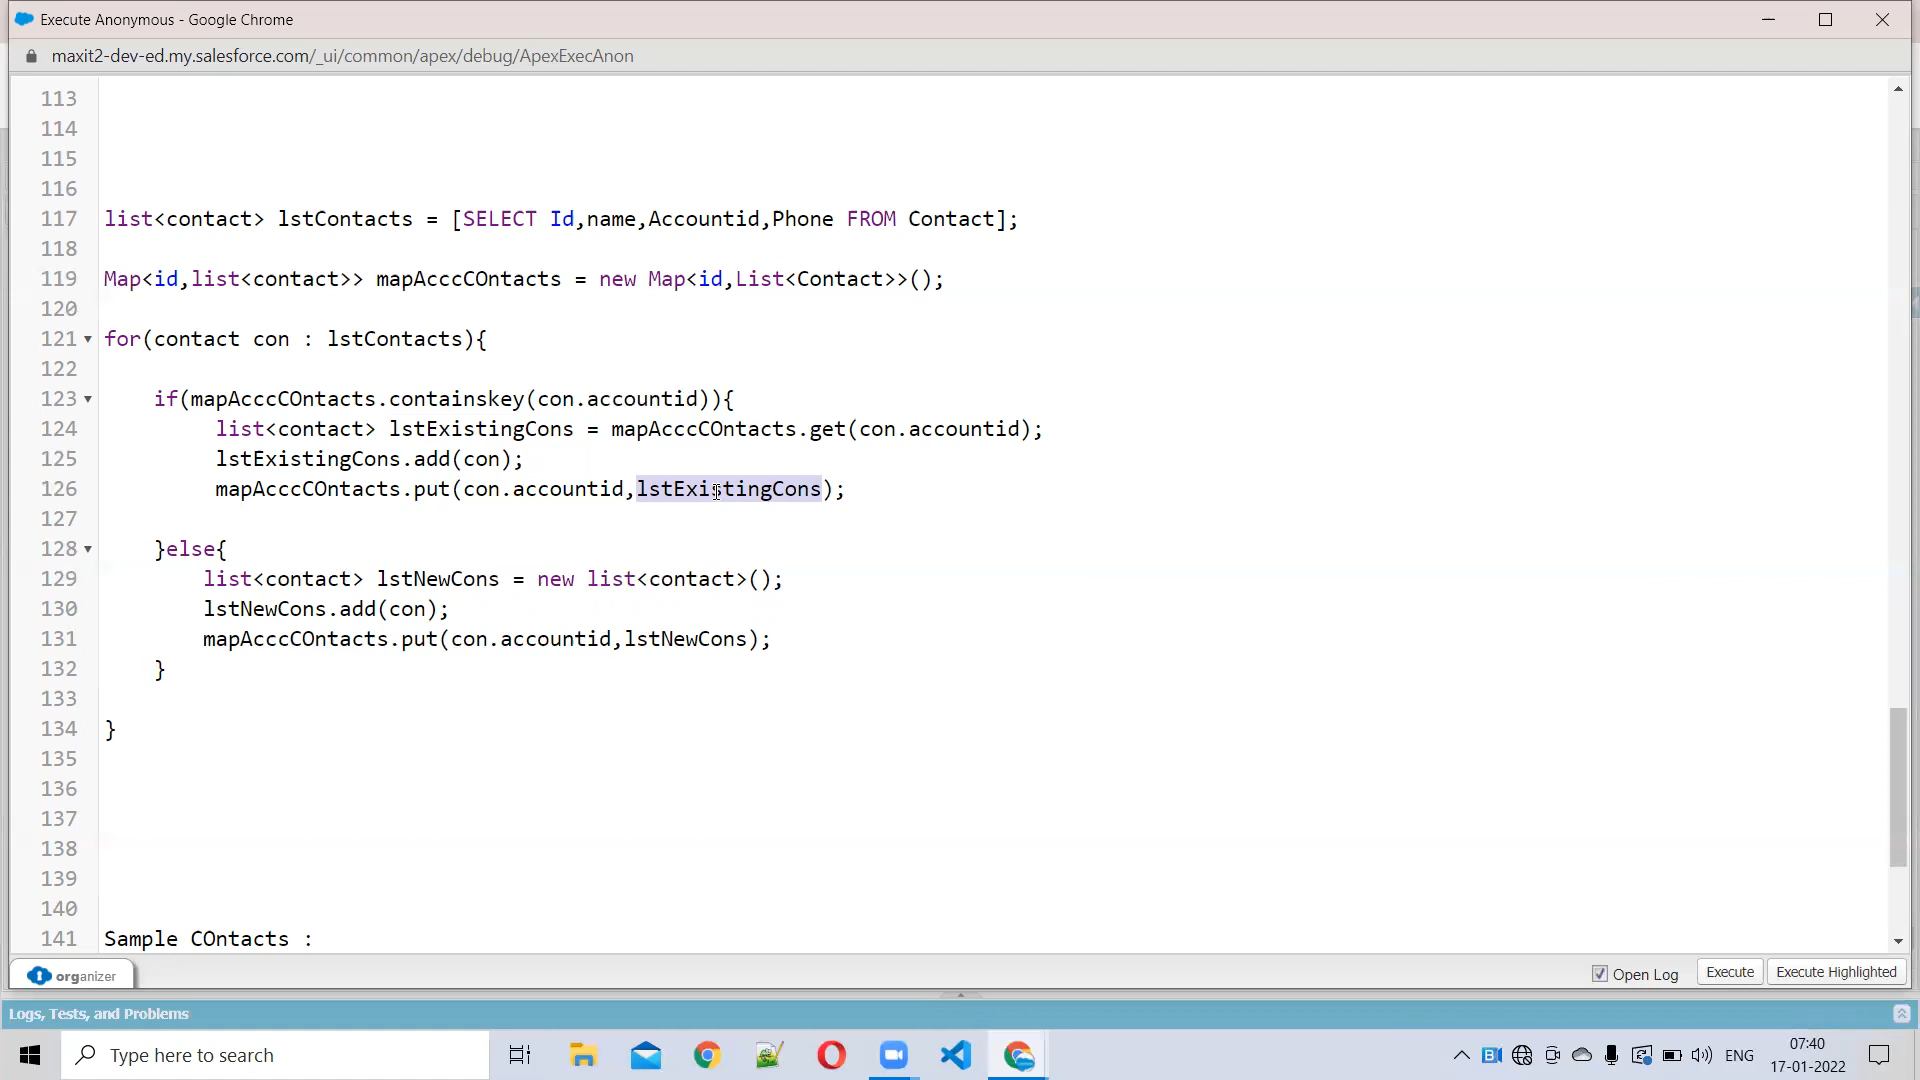 Execute Anonymous - Google Chrome
maxit2-dev-ed.my.salesforce.com/_ui/common/apex/debug/ApexExecAnon
113
114
115
116
117 list<contact> lstContacts = [SELECT Id,name,Accountid,Phone FROM Contact];
118
119 Map<id,list<contact>> mapAcccCOntacts = new Map<id,List<Contact>>();
120
121 for(contact con : lstContacts){
122
123 if(mapAcccCOntacts.containskey(con.accountid)){
124 list<contact> lstExistingCons = mapAcccCOntacts.get(con.accountid);
125 lstExistingCons.add(con);
126 mapAcccCOntacts.put(con.accountid,lstExistingCons);
127
128 }else{
129 list<contact> lstNewCons = new list<contact>();
130 lstNewCons.add(con);
131 mapAcccCOntacts.put(con.accountid,lstNewCons);
132 }
133
134 }
135
136
137
138
139
140
141 Sample COntacts :
organizer
Open Log Execute Execute Highlighted
Logs, Tests, and Problems
Type here to search
ENG
07:40
17-01-2022